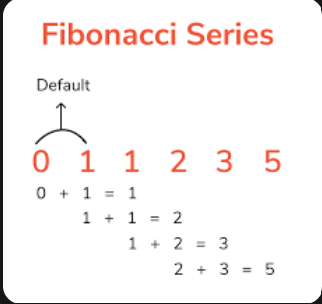 Fibonacci Series
Default
0 1 1 2 3 5
0 + 1 = 1
1 + 1 = 2
1 + 2 = 3
2 + 3 = 5